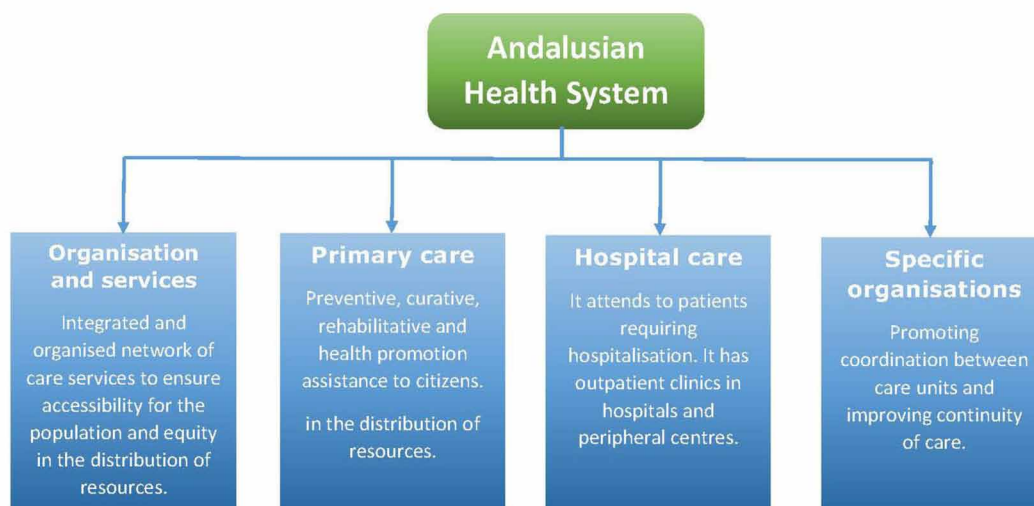 Andalusian
Health System
Organisation
and services
Integrated and
organised network of
care services to ensure
accessibility for the
population and equity
in the distribution of
resources.
Primary care
Preventive, curative,
rehabilitative and
health promotion
assistance to citizens.
in the distribution of
resources.
Hospital care
It attends to patients
requiring
hospitalisation. It has
outpatient clinics in
hospitals and
peripheral centres.
Specific
organisations
Promoting
coordination between
care units and
improving continuity
of care.